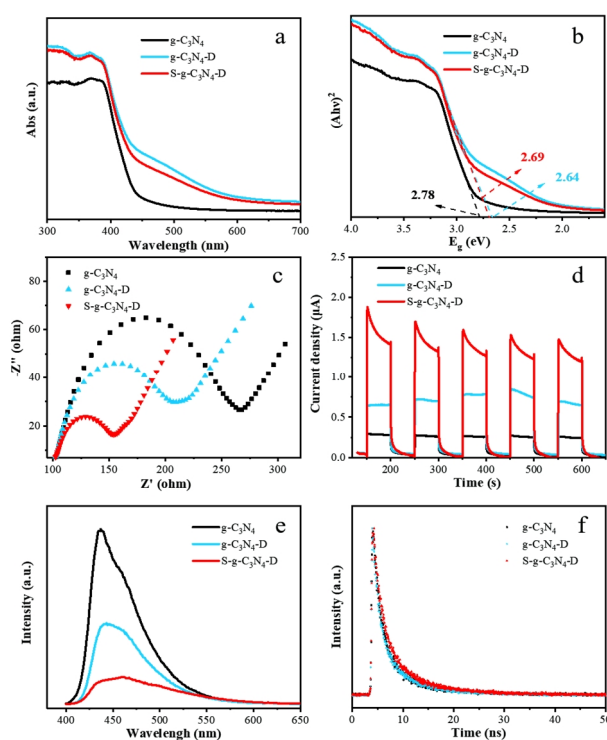 a
g-C₃N₄
g-C₃N₄-D
S-g-C₃N₄-D
Abs (a.u.)
300 400 500 600 700
Wavelength (nm)
b
g-C₃N₄
g-C₃N₄-D
S-g-C₃N₄-D
(Ahν)²
2.69
2.64
2.78
4.0 3.5 3.0 2.5 2.0
E₉ (eV)
c
g-C₃N₄
g-C₃N₄-D
S-g-C₃N₄-D
-Z'' (ohm)
80
60
40
20
100 150 200 250 300
Z' (ohm)
d
g-C₃N₄
g-C₃N₄-D
S-g-C₃N₄-D
Current density (μA)
2.5
2.0
1.5
1.0
0.5
0.0
200 300 400 500 600
Time (s)
e
g-C₃N₄
g-C₃N₄-D
S-g-C₃N₄-D
Intensity (a.u.)
400 450 500 550 600 650
Wavelengh (nm)
f
g-C₃N₄
g-C₃N₄-D
S-g-C₃N₄-D
Intensity (a.u.)
0 10 20 30 40 50
Time (ns)